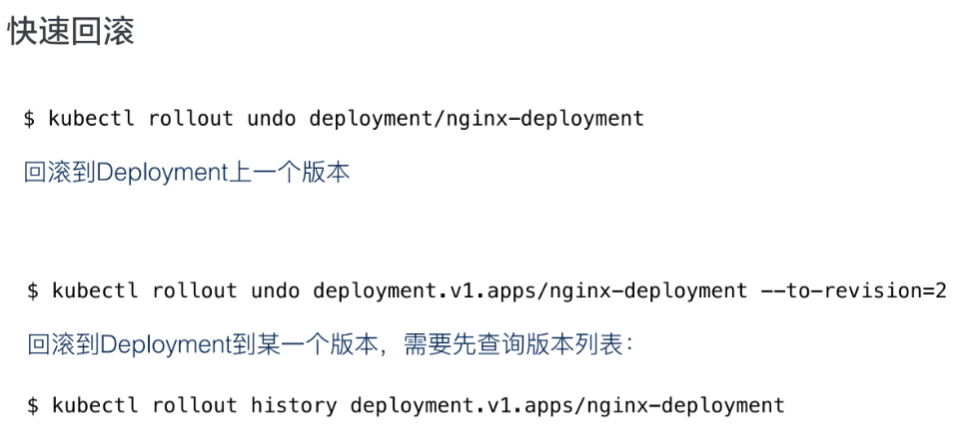 快速回滚
$ kubectl rollout undo deployment/nginx-deployment
回滚到Deployment上一个版本
$ kubectl rollout undo deployment.v1.apps/nginx-deployment --to-revision=2
回滚到Deployment到某一个版本，需要先查询版本列表：
$ kubectl rollout history deployment.v1.apps/nginx-deployment